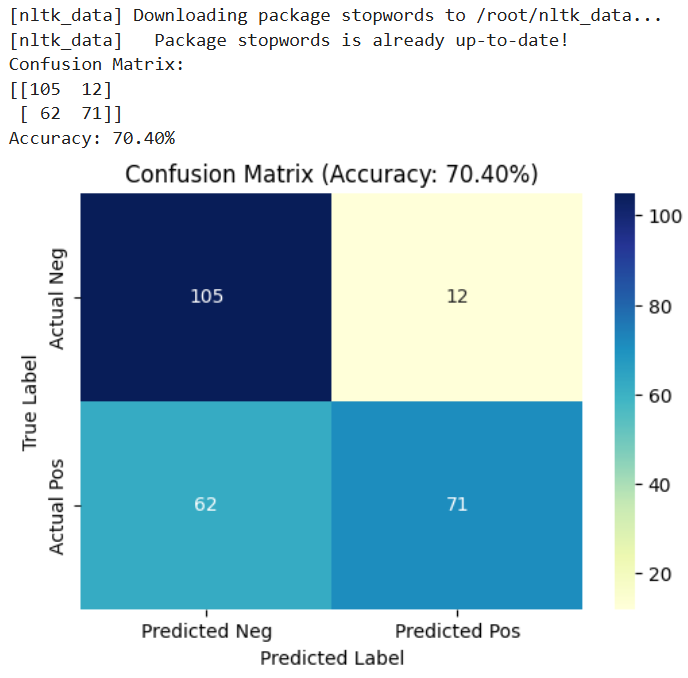 [nltk_data] Downloading package stopwords to /root/nltk_data...
[nltk_data]   Package stopwords is already up-to-date!
Confusion Matrix:
[[105  12]
 [ 62  71]]
Accuracy: 70.40%
Confusion Matrix (Accuracy: 70.40%)
True Label
Actual Neg
105
12
Actual Pos
62
71
Predicted Neg
Predicted Pos
Predicted Label
100
80
60
40
20